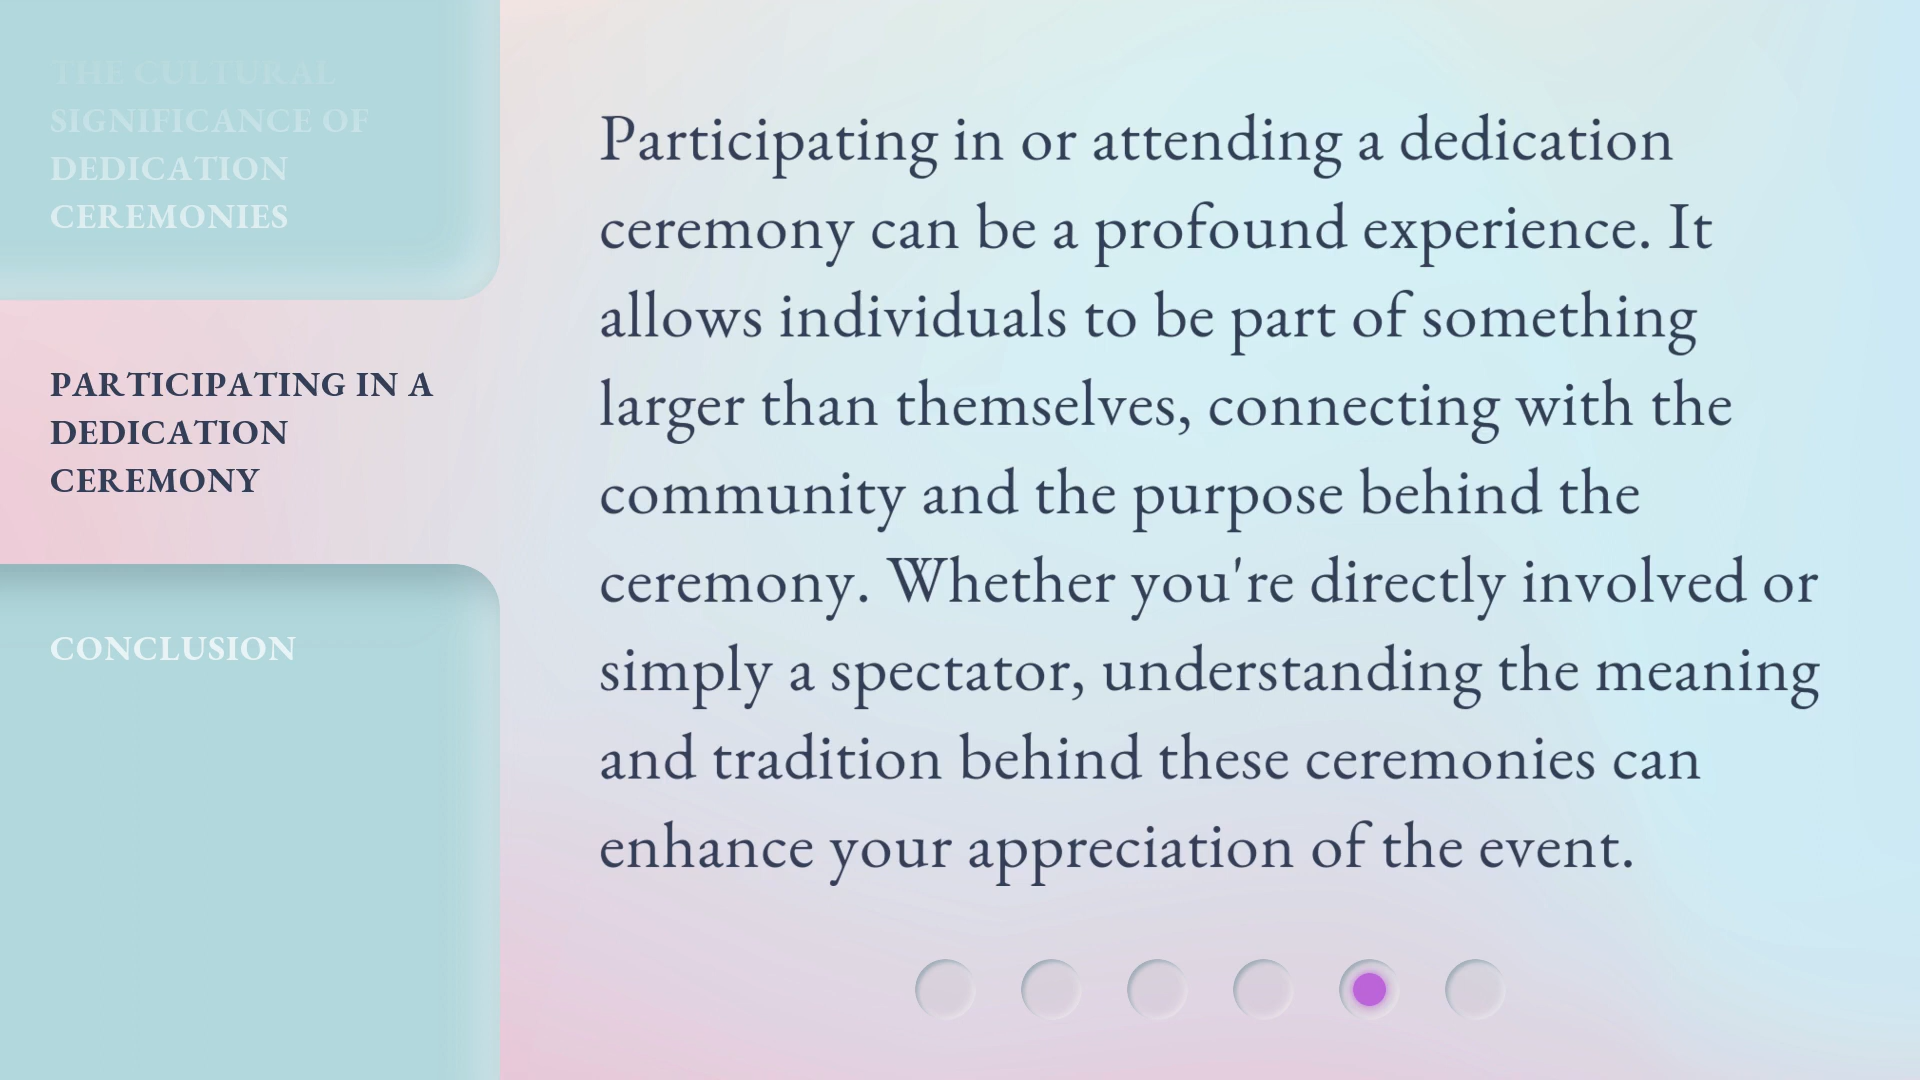 THE CULTURAL
SIGNIFICANCE OF
DEDICATION
CEREMONIES
PARTICIPATING IN A
DEDICATION
CEREMONY
CONCLUSION
Participating in or attending a dedication
ceremony can be a profound experience. It
allows individuals to be part of something
larger than themselves, connecting with the
community and the purpose behind the
ceremony. Whether you're directly involved or
simply a spectator, understanding the meaning
and tradition behind these ceremonies can
enhance your appreciation of the event.